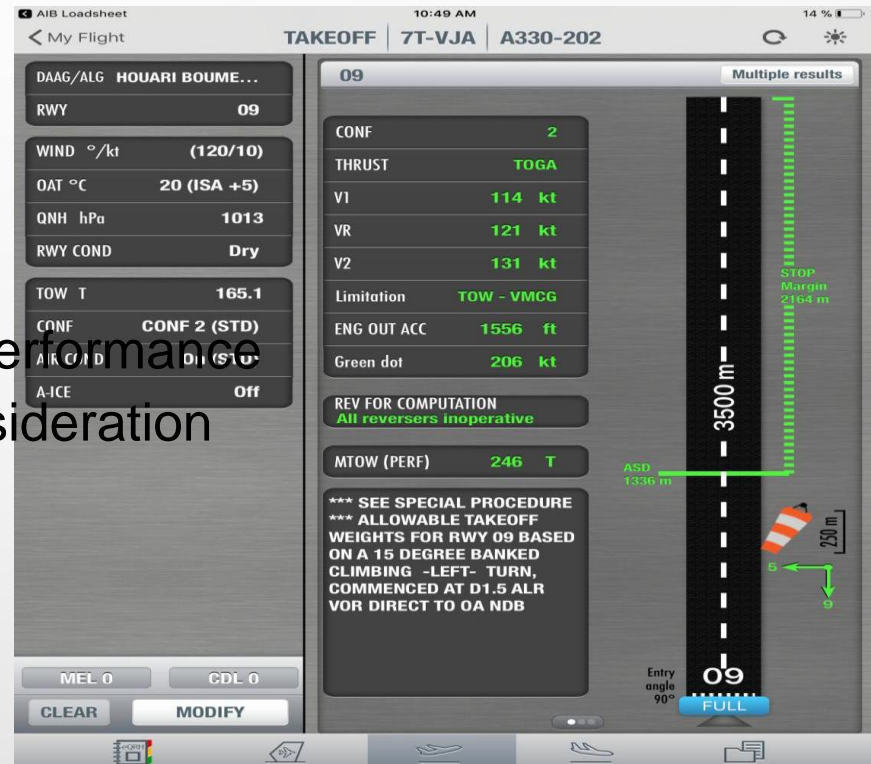 AIB Loadsheet 10:49 AM 14 %
My Flight TAKEOFF 7T-VJA A330-202
DAAG/ALG HOUARI BOUME...
RWY 09
WIND °/kt (120/10)
OAT °C 20 (ISA +5)
QNH hPa 1013
RWY COND Dry
TOW T 165.1
CONF CONF 2 (STD)
erformance
AIR COND On (STD)
A-ICE Off
sideration
MEL 0 CDL 0
CLEAR MODIFY
eQRH
09 Multiple results
CONF 2
THRUST TOGA
V1 114 kt
VR 121 kt
V2 131 kt
Limitation TOW - VMCG
ENG OUT ACC 1556 ft
Green dot 206 kt
REV FOR COMPUTATION
All reversers inoperative
MTOW (PERF) 246 T
*** SEE SPECIAL PROCEDURE
*** ALLOWABLE TAKEOFF
WEIGHTS FOR RWY 09 BASED
ON A 15 DEGREE BANKED
CLIMBING -LEFT- TURN,
COMMENCED AT D1.5 ALR
VOR DIRECT TO OA NDB
STOP
Margin
2164 m
3500 m
ASD
1336 m
250 m
5
9
Entry
angle
90°
09
FULL